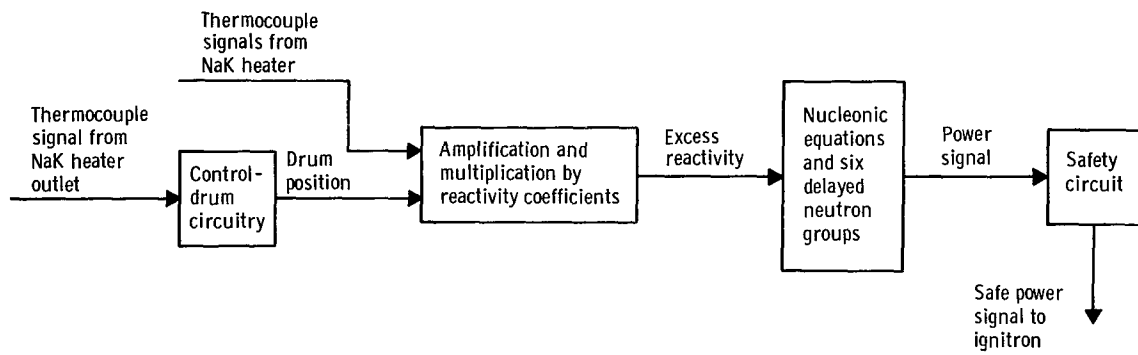 Thermocouple
signals from
NaK heater
Thermocouple
signal from
NaK heater
outlet
Control-
drum
circuitry
Drum
position
Amplification and
multiplication by
reactivity coefficients
Excess
reactivity
Nucleonic
equations
and six
delayed
neutron
groups
Power
signal
Safety
circuit
Safe power
signal to
ignitron